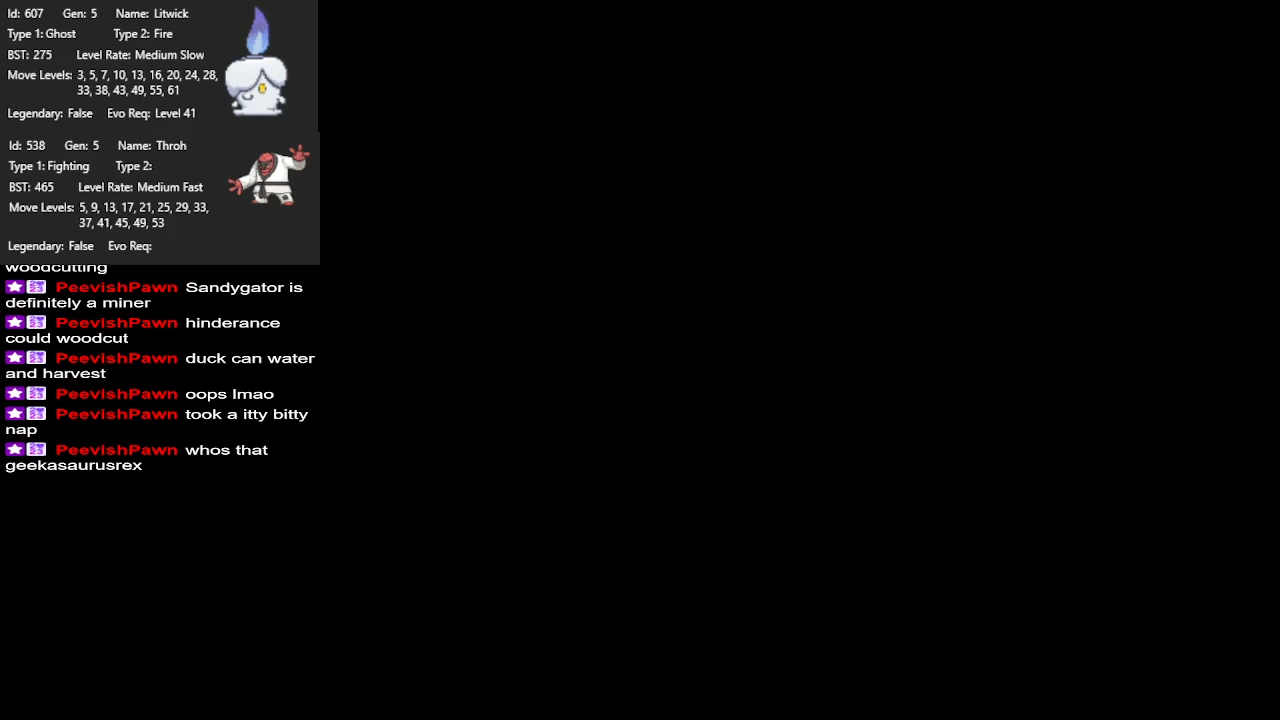 Id: 607 Gen: 5 Name: Litwick
Type 1: Ghost Type 2: Fire
BST: 275 Level Rate: Medium Slow
Move Levels: 3, 5, 7, 10, 13, 16, 20, 24, 28,
33, 38, 43, 49, 55, 61
Legendary: False Evo Req: Level 41
Id: 538 Gen: 5 Name: Throh
Type 1: Fighting Type 2:
BST: 465 Level Rate: Medium Fast
Move Levels: 5, 9, 13, 17, 21, 25, 29, 33,
37, 41, 45, 49, 53
Legendary: False Evo Req:
woodcutting
PeevishPawn Sandygator is
definitely a miner
PeevishPawn hinderance
could woodcut
PeevishPawn duck can water
and harvest
PeevishPawn oops lmao
PeevishPawn took a itty bitty
nap
PeevishPawn whos that
geekasaurusrex